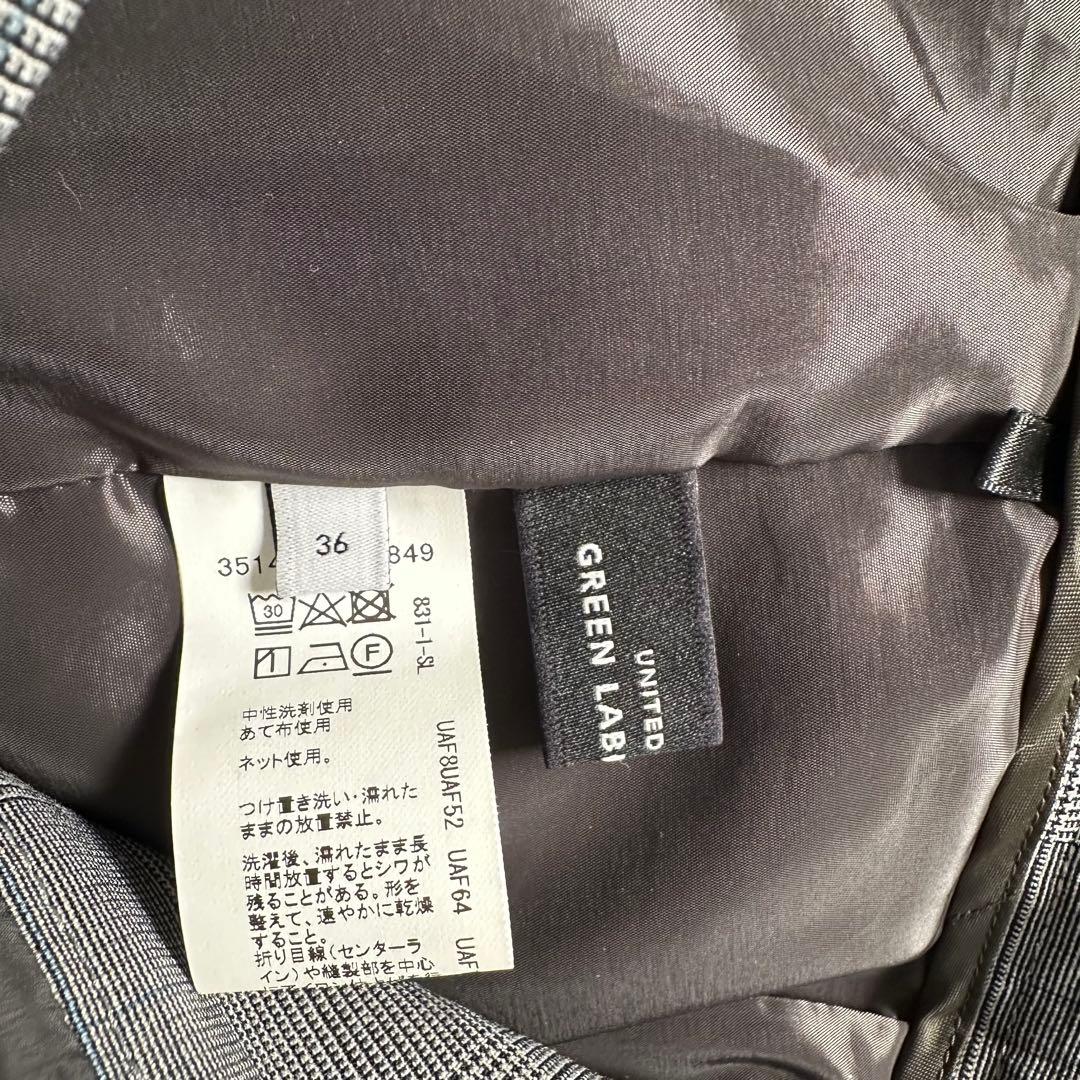 36
3514
849
30
F
831-1-SL
中性洗剤使用
あて布使用
ネット使用。
つけ置き洗い・濡れた
ままの放置禁止。
洗濯後、濡れたまま長
時間放置するとシワが
残ることがある。形を
整えて、速やかに乾燥
すること。
折り目線(センターラ
イン)や縫製部を中心
UAF8UAF52 UAF64 UAF
UNITED
GREEN LAB